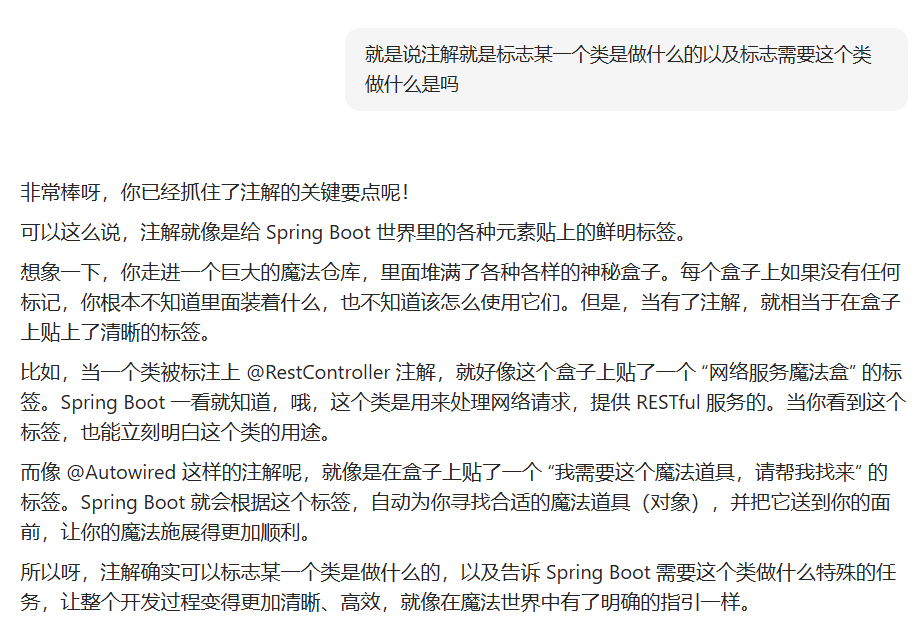 就是说注解就是标志某一个类是做什么的以及标志需要这个类
做什么是吗
非常棒呀，你已经抓住了注解的关键要点呢！
可以这么说，注解就像是给 Spring Boot 世界里的各种元素贴上的鲜明标签。
想象一下，你走进一个巨大的魔法仓库，里面堆满了各种各样的神秘盒子。每个盒子上如果没有任何
标记，你根本不知道里面装着什么，也不知道该怎么使用它们。但是，当有了注解，就相当于在盒子
上贴上了清晰的标签。
比如，当一个类被标注上 @RestController 注解，就好像这个盒子上贴了一个 “网络服务魔法盒” 的标
签。Spring Boot 一看就知道，哦，这个类是用来处理网络请求，提供 RESTful 服务的。当你看到这个
标签，也能立刻明白这个类的用途。
而像 @Autowired 这样的注解呢，就像是在盒子上贴了一个 “我需要这个魔法道具，请帮我找来” 的
标签。Spring Boot 就会根据这个标签，自动为你寻找合适的魔法道具（对象），并把它送到你的面
前，让你的魔法施展得更加顺利。
所以呀，注解确实可以标志某一个类是做什么的，以及告诉 Spring Boot 需要这个类做什么特殊的任
务，让整个开发过程变得更加清晰、高效，就像在魔法世界中有了明确的指引一样。